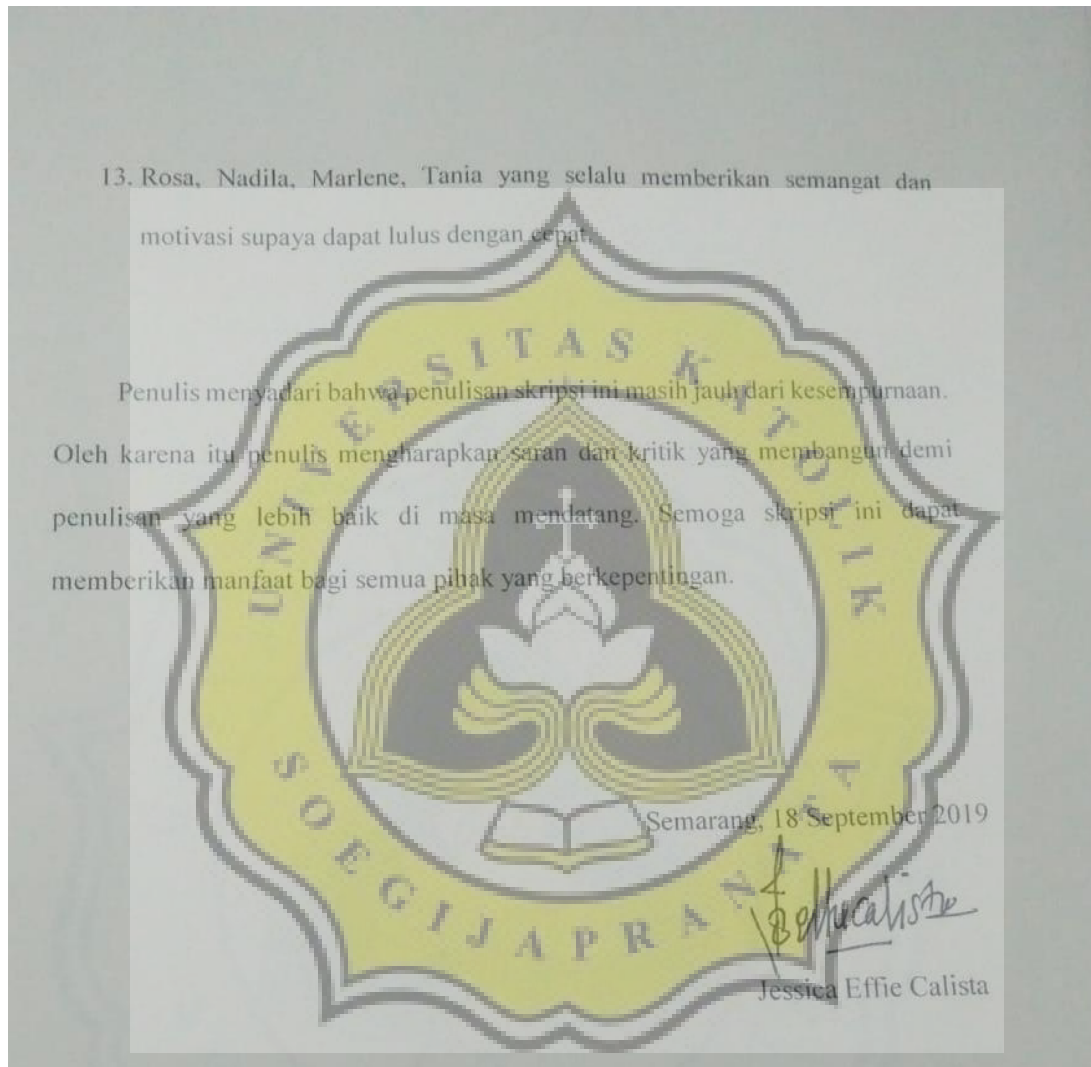 13. Rosa, Nadila, Marlene, Tania yang selalu memberikan semangat dan
motivasi supaya dapat lulus dengan cepat.
Penulis menyadari bahwa penulisan skripsi ini masih jauh dari kesempurnaan.
Oleh karena itu penulis mengharapkan saran dan kritik yang membangun demi
penulisan yang lebih baik di masa mendatang. Semoga skripsi ini dapat
memberikan manfaat bagi semua pihak yang berkepentingan.
UNIVERSITAS KATOLIK
SOEGIJAPRANATA
Semarang, 18 September 2019
Jessica Effie Calista